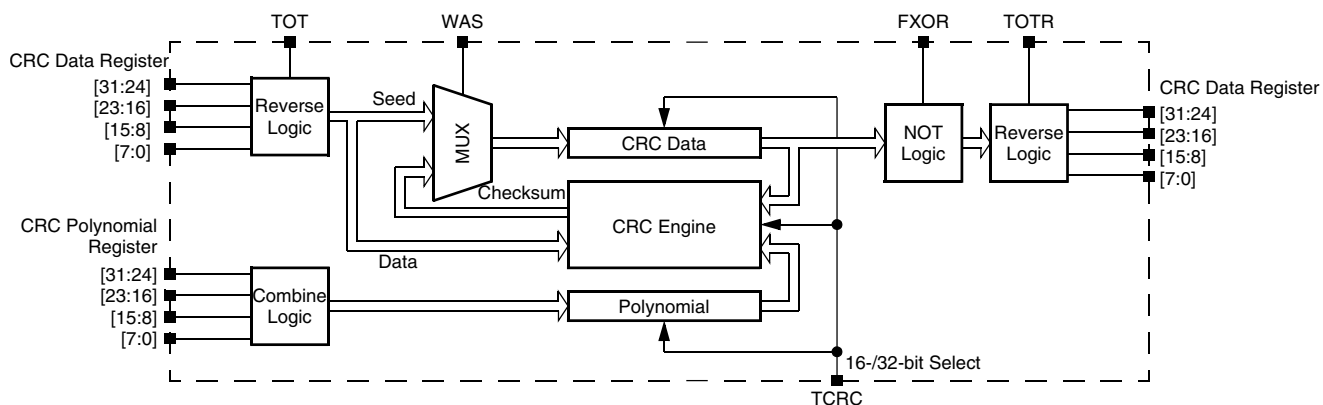 TOT
WAS
FXOR
TOTR
CRC Data Register
[31:24]
[23:16]
[15:8]
[7:0]
Reverse
Logic
Seed
MUX
CRC Data
NOT
Logic
Reverse
Logic
CRC Data Register
[31:24]
[23:16]
[15:8]
[7:0]
Checksum
CRC Engine
CRC Polynomial
Register
[31:24]
[23:16]
[15:8]
[7:0]
Data
Combine
Logic
Polynomial
16-/32-bit Select
TCRC